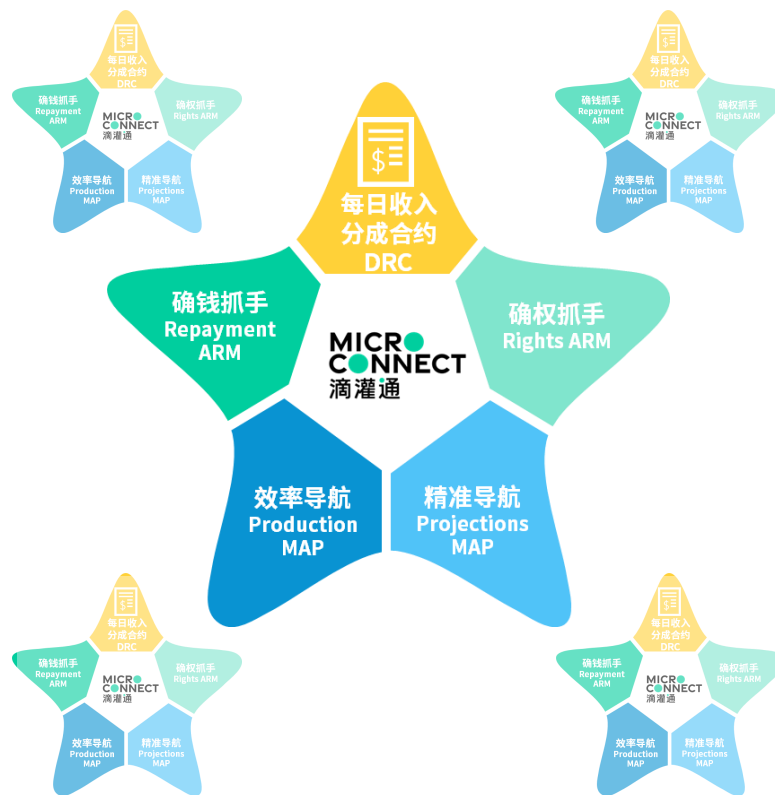 每日收入
分成合约
DRC
确钱抓手
Repayment
ARM
确权抓手
Rights ARM
MICRO
CONNECT
滴灌通
效率导航
Production
MAP
精准导航
Projections
MAP
每日收入
分成合约
DRC
确钱抓手
Repayment
ARM
确权抓手
Rights ARM
MICRO
CONNECT
滴灌通
效率导航
Production
MAP
精准导航
Projections
MAP
$
每日收入
分成合约
DRC
确钱抓手
Repayment
ARM
确权抓手
Rights ARM
MICRO
CONNECT
滴灌通
效率导航
Production
MAP
精准导航
Projections
MAP
每日收入
分成合约
DRC
确钱抓手
Repayment
ARM
确权抓手
Rights ARM
MICRO
CONNECT
滴灌通
效率导航
Production
MAP
精准导航
Projections
MAP
每日收入
分成合约
DRC
确钱抓手
Repayment
ARM
确权抓手
Rights ARM
MICRO
CONNECT
滴灌通
效率导航
Production
MAP
精准导航
Projections
MAP